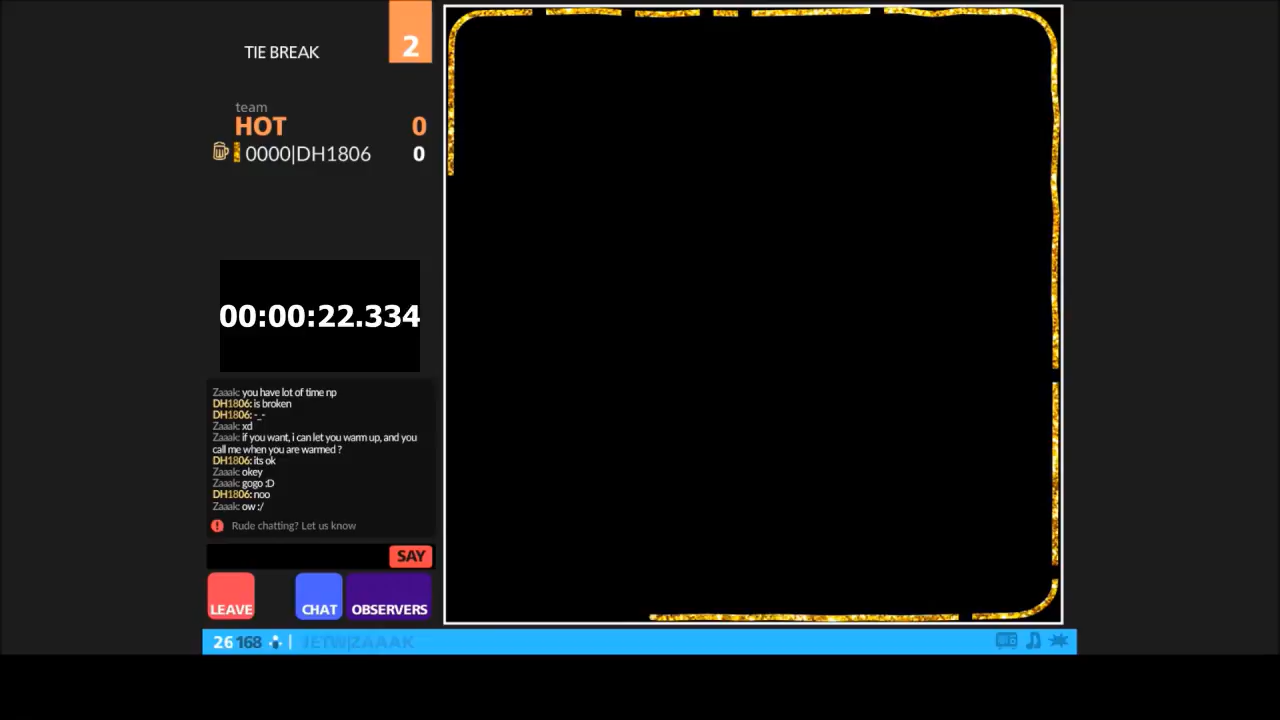 TIE BREAK
2
team
HOT 0
0000|DH1806 0
00:00:22.334
Zaaak: you have lot of time np
DH1806: is broken
DH1806: -_-
Zaaak: xd
Zaaak: if you want, i can let you warm up, and you
call me when you are warmed ?
DH1806: its ok
Zaaak: okey
Zaaak: gogo :D
DH1806: noo
Zaaak: ow :/
! Rude chatting? Let us know
SAY
LEAVE CHAT OBSERVERS
26 168 | JETW|ZAAAK